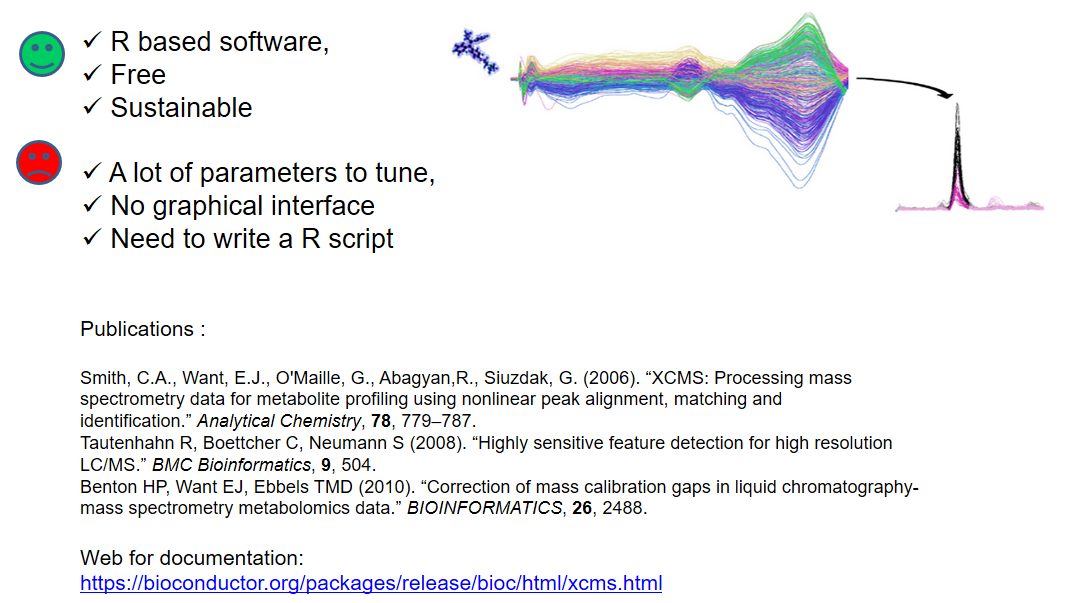 ✓ R based software,
✓ Free
✓ Sustainable
✓ A lot of parameters to tune,
✓ No graphical interface
✓ Need to write a R script
Publications :
Smith, C.A., Want, E.J., O'Maille, G., Abagyan,R., Siuzdak, G. (2006). “XCMS: Processing mass
spectrometry data for metabolite profiling using nonlinear peak alignment, matching and
identification.” Analytical Chemistry, 78, 779–787.
Tautenhahn R, Boettcher C, Neumann S (2008). “Highly sensitive feature detection for high resolution
LC/MS.” BMC Bioinformatics, 9, 504.
Benton HP, Want EJ, Ebbels TMD (2010). “Correction of mass calibration gaps in liquid chromatography-
mass spectrometry metabolomics data.” BIOINFORMATICS, 26, 2488.
Web for documentation:
https://bioconductor.org/packages/release/bioc/html/xcms.html